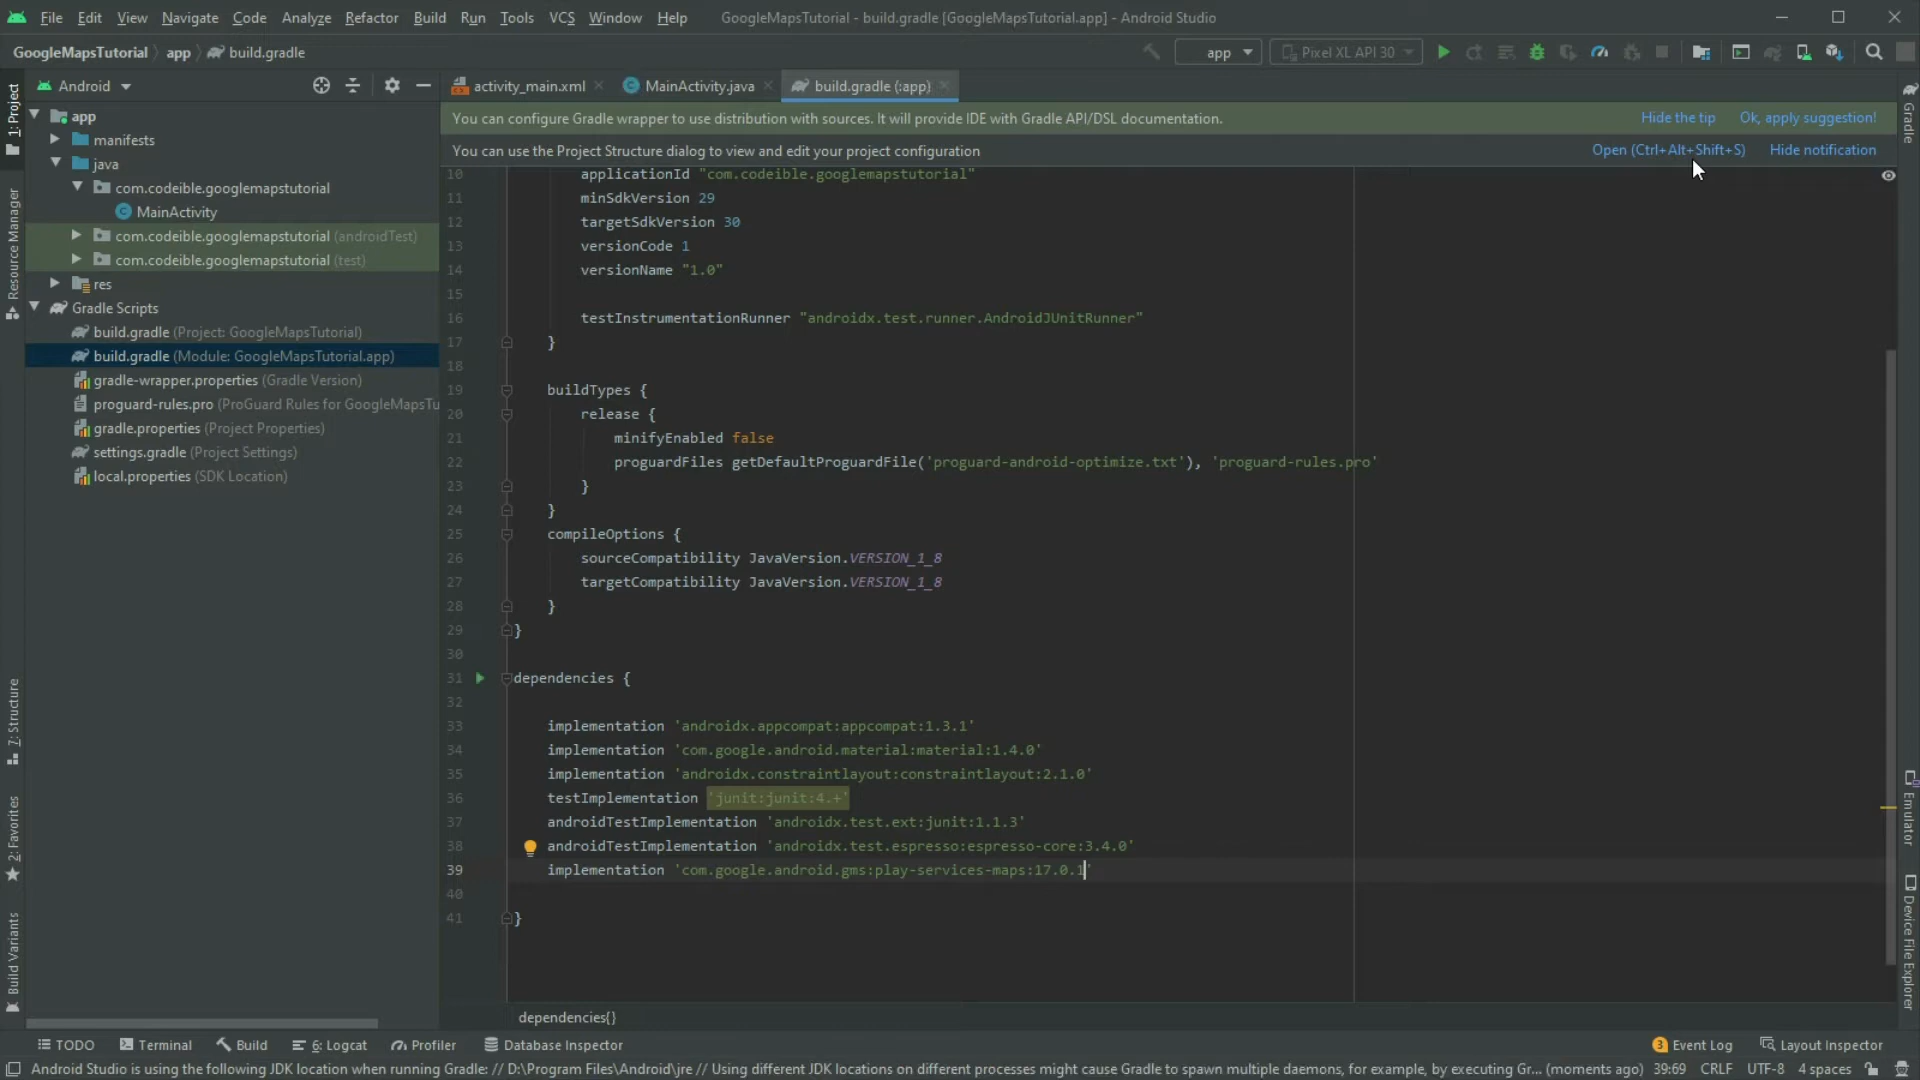 File Edit View Navigate Code Analyze Refactor Build Run Tools VCS Window Help GoogleMapsTutorial - build.gradle [GoogleMapsTutorial.app] - Android Studio
GoogleMapsTutorial app build.gradle app Pixel XL API 30
Android activity_main.xml MainActivity.java build.gradle (:app)
You can configure Gradle wrapper to use distribution with sources. It will provide IDE with Gradle API/DSL documentation. Hide the tip Ok, apply suggestion!
You can use the Project Structure dialog to view and edit your project configuration Open (Ctrl+Alt+Shift+S) Hide notification
1: Project
Resource Manager
7: Structure
2: Favorites
Build Variants
app
manifests
java
com.codeible.googlemapstutorial
MainActivity
com.codeible.googlemapstutorial (androidTest)
com.codeible.googlemapstutorial (test)
res
Gradle Scripts
build.gradle (Project: GoogleMapsTutorial)
build.gradle (Module: GoogleMapsTutorial.app)
gradle-wrapper.properties (Gradle Version)
proguard-rules.pro (ProGuard Rules for GoogleMapsTu
gradle.properties (Project Properties)
settings.gradle (Project Settings)
local.properties (SDK Location)
10 applicationId "com.codeible.googlemapstutorial"
11 minSdkVersion 29
12 targetSdkVersion 30
13 versionCode 1
14 versionName "1.0"
15
16 testInstrumentationRunner "androidx.test.runner.AndroidJUnitRunner"
17 }
18
19 buildTypes {
20 release {
21 minifyEnabled false
22 proguardFiles getDefaultProguardFile('proguard-android-optimize.txt'), 'proguard-rules.pro'
23 }
24 }
25 compileOptions {
26 sourceCompatibility JavaVersion.VERSION_1_8
27 targetCompatibility JavaVersion.VERSION_1_8
28 }
29 }
30
31 dependencies {
32
33 implementation 'androidx.appcompat:appcompat:1.3.1'
34 implementation 'com.google.android.material:material:1.4.0'
35 implementation 'androidx.constraintlayout:constraintlayout:2.1.0'
36 testImplementation 'junit:junit:4.+'
37 androidTestImplementation 'androidx.test.ext:junit:1.1.3'
38 androidTestImplementation 'androidx.test.espresso:espresso-core:3.4.0'
39 implementation 'com.google.android.gms:play-services-maps:17.0.1'
40
41 }
dependencies{}
Gradle
Emulator
Device File Explorer
TODO Terminal Build 6: Logcat Profiler Database Inspector 3 Event Log Layout Inspector
Android Studio is using the following JDK location when running Gradle: // D:\Program Files\Android\jre // Using different JDK locations on different processes might cause Gradle to spawn multiple daemons, for example, by executing Gr... (moments ago) 39:69 CRLF UTF-8 4 spaces